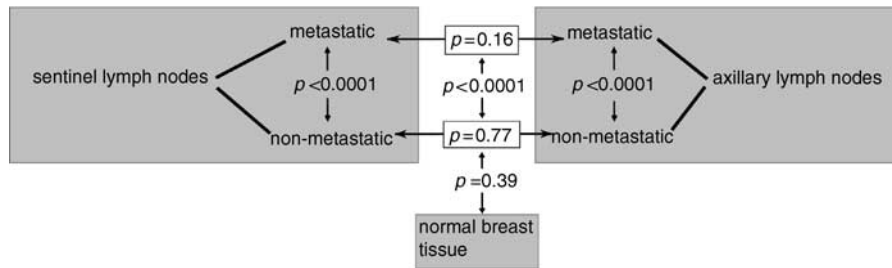 metastatic
p=0.16
metastatic
sentinel lymph nodes
p<0.0001
p<0.0001
p<0.0001
axillary lymph nodes
non-metastatic
p=0.77
non-metastatic
p=0.39
normal breast
tissue